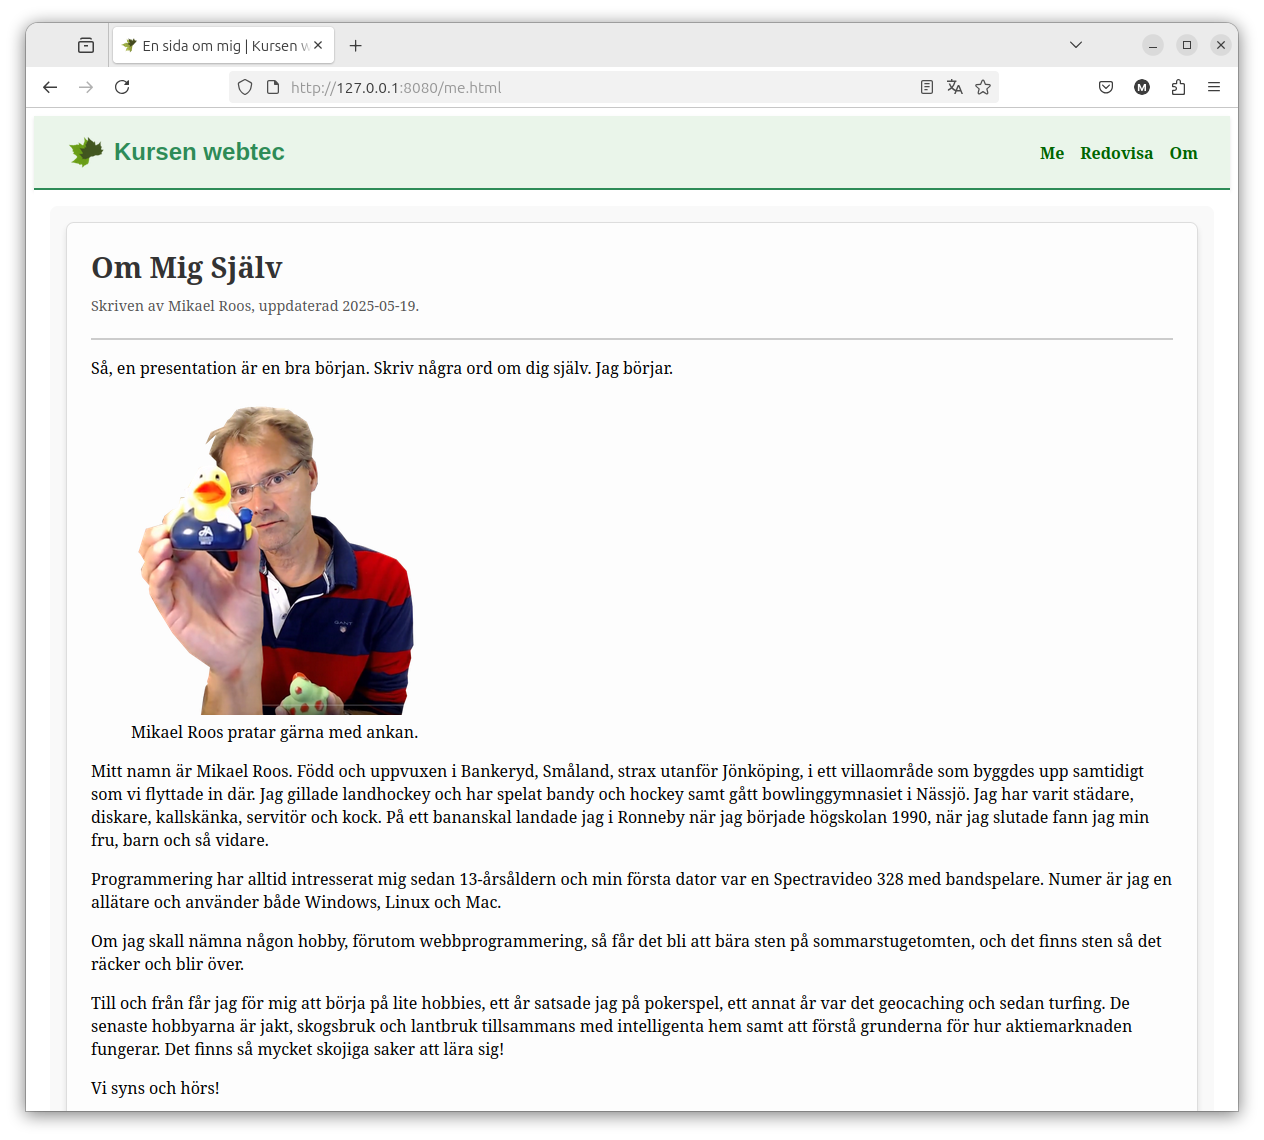 En sida om mig | Kursen w
http://127.0.0.1:8080/me.html
M
Kursen webtec
Me Redovisa Om
Om Mig Själv
Skriven av Mikael Roos, uppdaterad 2025-05-19.
Så, en presentation är en bra början. Skriv några ord om dig själv. Jag börjar.
GANT
Mikael Roos pratar gärna med ankan.
Mitt namn är Mikael Roos. Född och uppvuxen i Bankeryd, Småland, strax utanför Jönköping, i ett villaområde som byggdes upp samtidigt
som vi flyttade in där. Jag gillade landhockey och har spelat bandy och hockey samt gått bowlinggymnasiet i Nässjö. Jag har varit städare,
diskare, kallskänka, servitör och kock. På ett bananskal landade jag i Ronneby när jag började högskolan 1990, när jag slutade fann jag min
fru, barn och så vidare.
Programmering har alltid intresserat mig sedan 13-årsåldern och min första dator var en Spectravideo 328 med bandspelare. Numer är jag en
allätare och använder både Windows, Linux och Mac.
Om jag skall nämna någon hobby, förutom webbprogrammering, så får det bli att bära sten på sommarstugetomten, och det finns sten så det
räcker och blir över.
Till och från får jag för mig att börja på lite hobbies, ett år satsade jag på pokerspel, ett annat år var det geocaching och sedan turfing. De
senaste hobbyarna är jakt, skogsbruk och lantbruk tillsammans med intelligenta hem samt att förstå grunderna för hur aktiemarknaden
fungerar. Det finns så mycket skojiga saker att lära sig!
Vi syns och hörs!